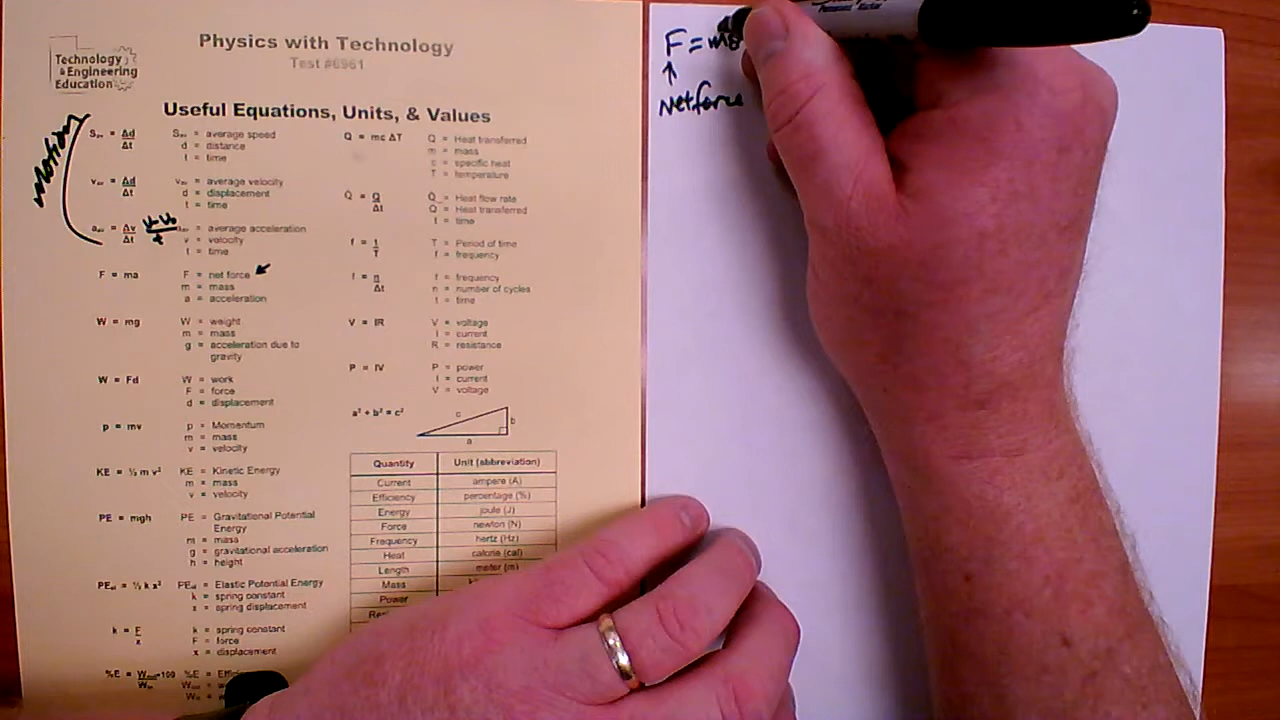 Technology
& Engineering
Education
Physics with Technology
Test #6961
Useful Equations, Units, & Values
Motion
Sav = Δd/Δt
Sav = average speed
d = distance
t = time
vav = Δd/Δt
vav = average velocity
d = displacement
t = time
aav = Δv/Δt
v-v₀/t
aav = average acceleration
v = velocity
t = time
F = ma
F = net force
m = mass
a = acceleration
W = mg
W = weight
m = mass
g = acceleration due to
gravity
W = Fd
W = work
F = force
d = displacement
p = mv
p = Momentum
m = mass
v = velocity
KE = ½ m v²
KE = Kinetic Energy
m = mass
v = velocity
PE = mgh
PE = Gravitational Potential
Energy
m = mass
g = gravitational acceleration
h = height
PEel = ½ k x²
PEel = Elastic Potential Energy
k = spring constant
x = spring displacement
k = F/x
k = spring constant
F = force
x = displacement
%E = Wout/Win × 100
%E =
Wout =
Win =
Q = mc ΔT
Q = Heat transferred
m = mass
c = specific heat
T = temperature
Q̇ = Q/Δt
Q̇ = Heat flow rate
Q = Heat transferred
t = time
f = 1/T
T = Period of time
f = frequency
f = n/Δt
f = frequency
n = number of cycles
t = time
V = IR
V = voltage
I = current
R = resistance
P = IV
P = power
I = current
V = voltage
a² + b² = c²
c
b
a
Quantity Unit (abbreviation)
Current ampere (A)
Efficiency percentage (%)
Energy joule (J)
Force newton (N)
Frequency hertz (Hz)
Heat calorie (cal)
Length meter (m)
Mass
Power
F = m
Net force